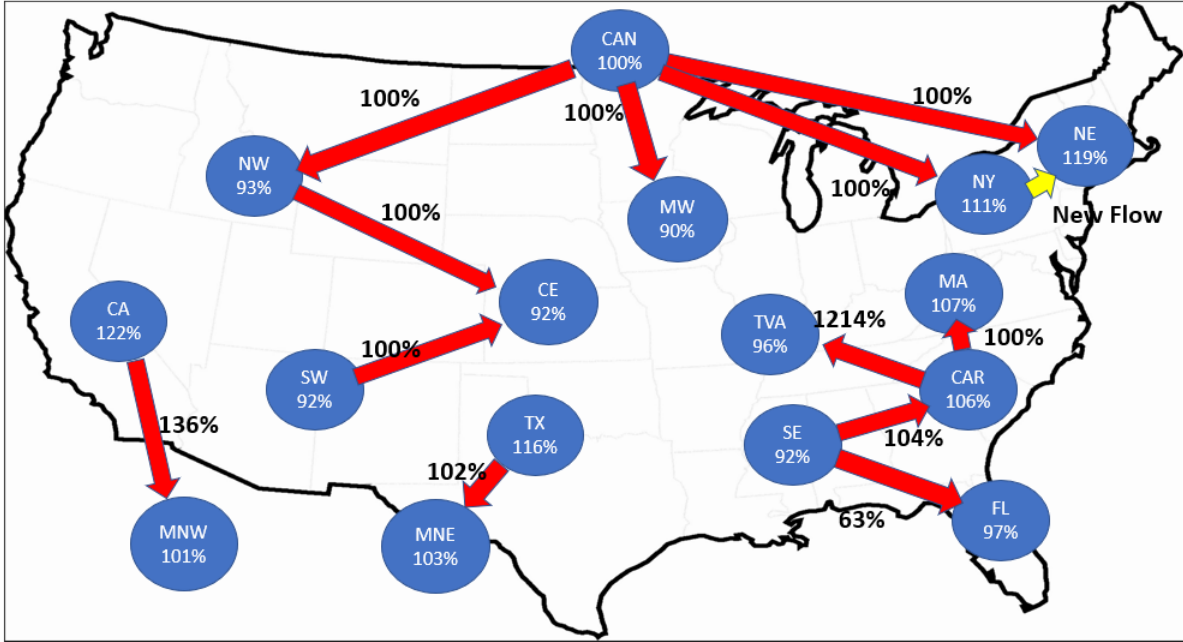 CAN
100%
100%
100%
100%
NE
119%
NW
93%
100%
NY
111%
MW
90%
100%
New Flow
CE
92%
MA
107%
CA
122%
TVA
96%
1214%
100%
100%
SW
92%
CAR
106%
136%
TX
116%
SE
92%
104%
102%
FL
97%
63%
MNW
101%
MNE
103%